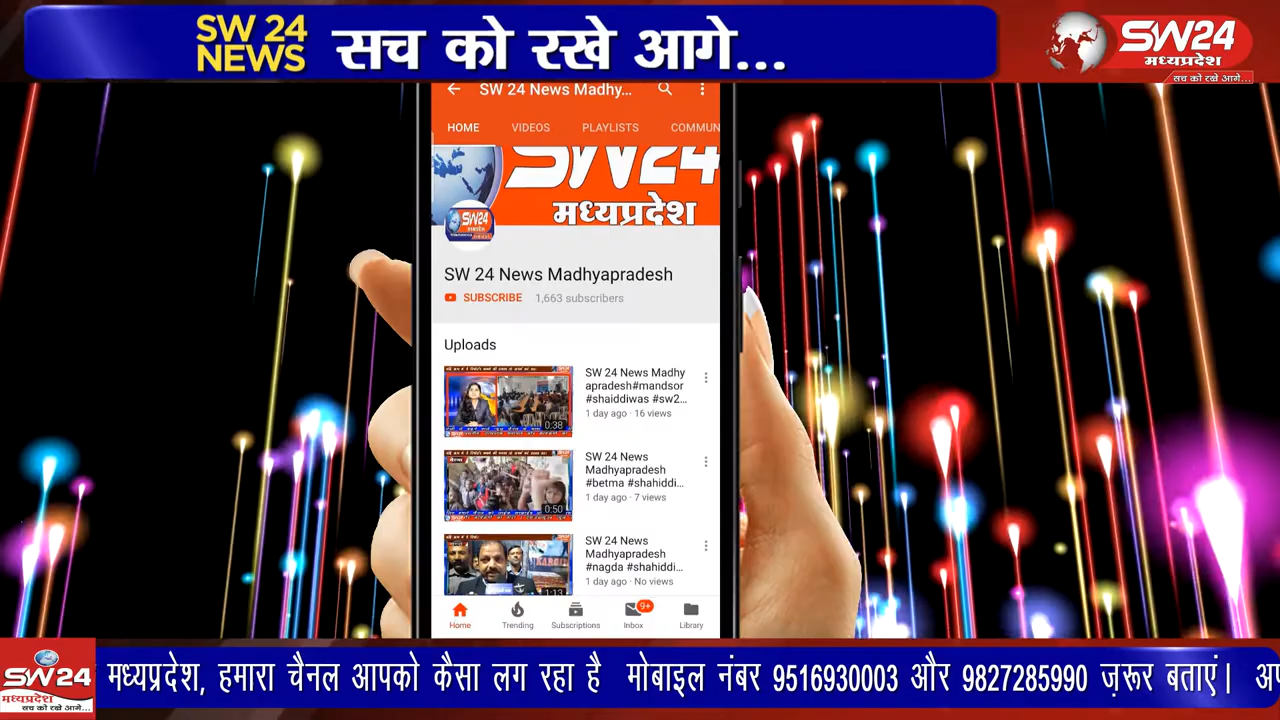 SW 24
NEWS
सच को रखे आगे...
SW24
मध्यप्रदेश
सच को रखे आगे...
SW 24 News Madhy...
HOME VIDEOS PLAYLISTS COMMUN
SW24
मध्यप्रदेश
SW24
SW 24 News Madhyapradesh
SUBSCRIBE 1,663 subscribers
Uploads
SW 24 News Madhy
apradesh#mandsor
#shaiddiwas #sw2...
1 day ago · 16 views
0:38
SW 24 News
Madhyapradesh
#betma #shahiddi...
1 day ago · 7 views
0:50
SW 24 News
Madhyapradesh
#nagda #shahiddi...
1 day ago · No views
1:13
9+
Home Trending Subscriptions Inbox Library
SW24
मध्यप्रदेश
सच को रखे आगे...
मध्यप्रदेश, हमारा चैनल आपको कैसा लग रहा है मोबाइल नंबर 9516930003 और 9827285990 ज़रूर बताएं|